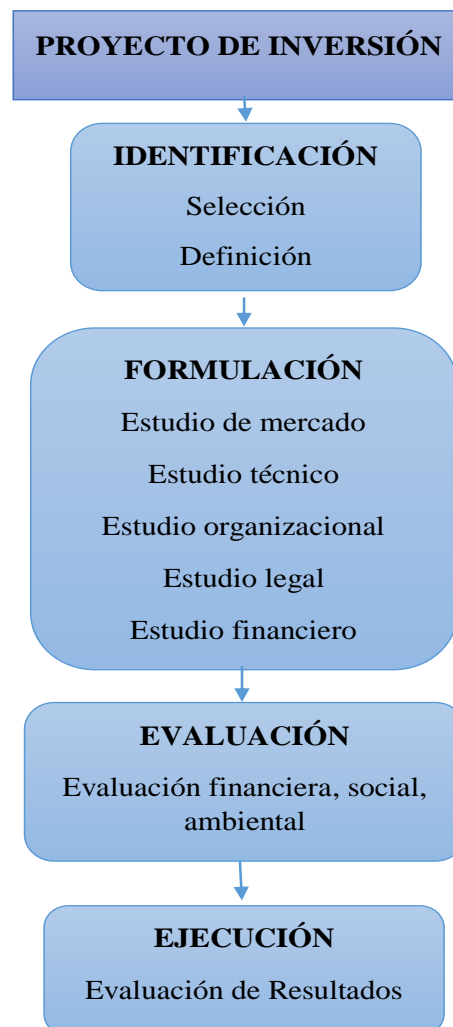 PROYECTO DE INVERSIÓN
IDENTIFICACIÓN
Selección
Definición
FORMULACIÓN
Estudio de mercado
Estudio técnico
Estudio organizacional
Estudio legal
Estudio financiero
EVALUACIÓN
Evaluación financiera, social,
ambiental
EJECUCIÓN
Evaluación de Resultados